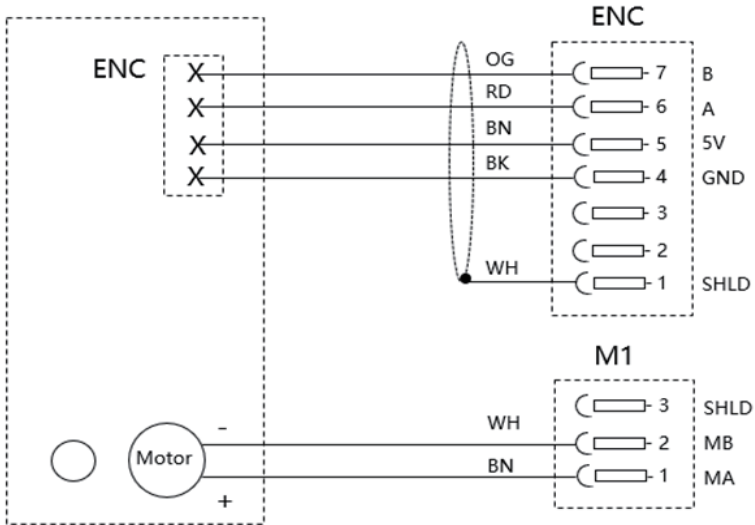 ENC
ENC
X OG 7 B
X RD 6 A
X BN 5 5V
X BK 4 GND
3
2
WH 1 SHLD
M1
3 SHLD
- WH 2 MB
Motor
BN 1 MA
+